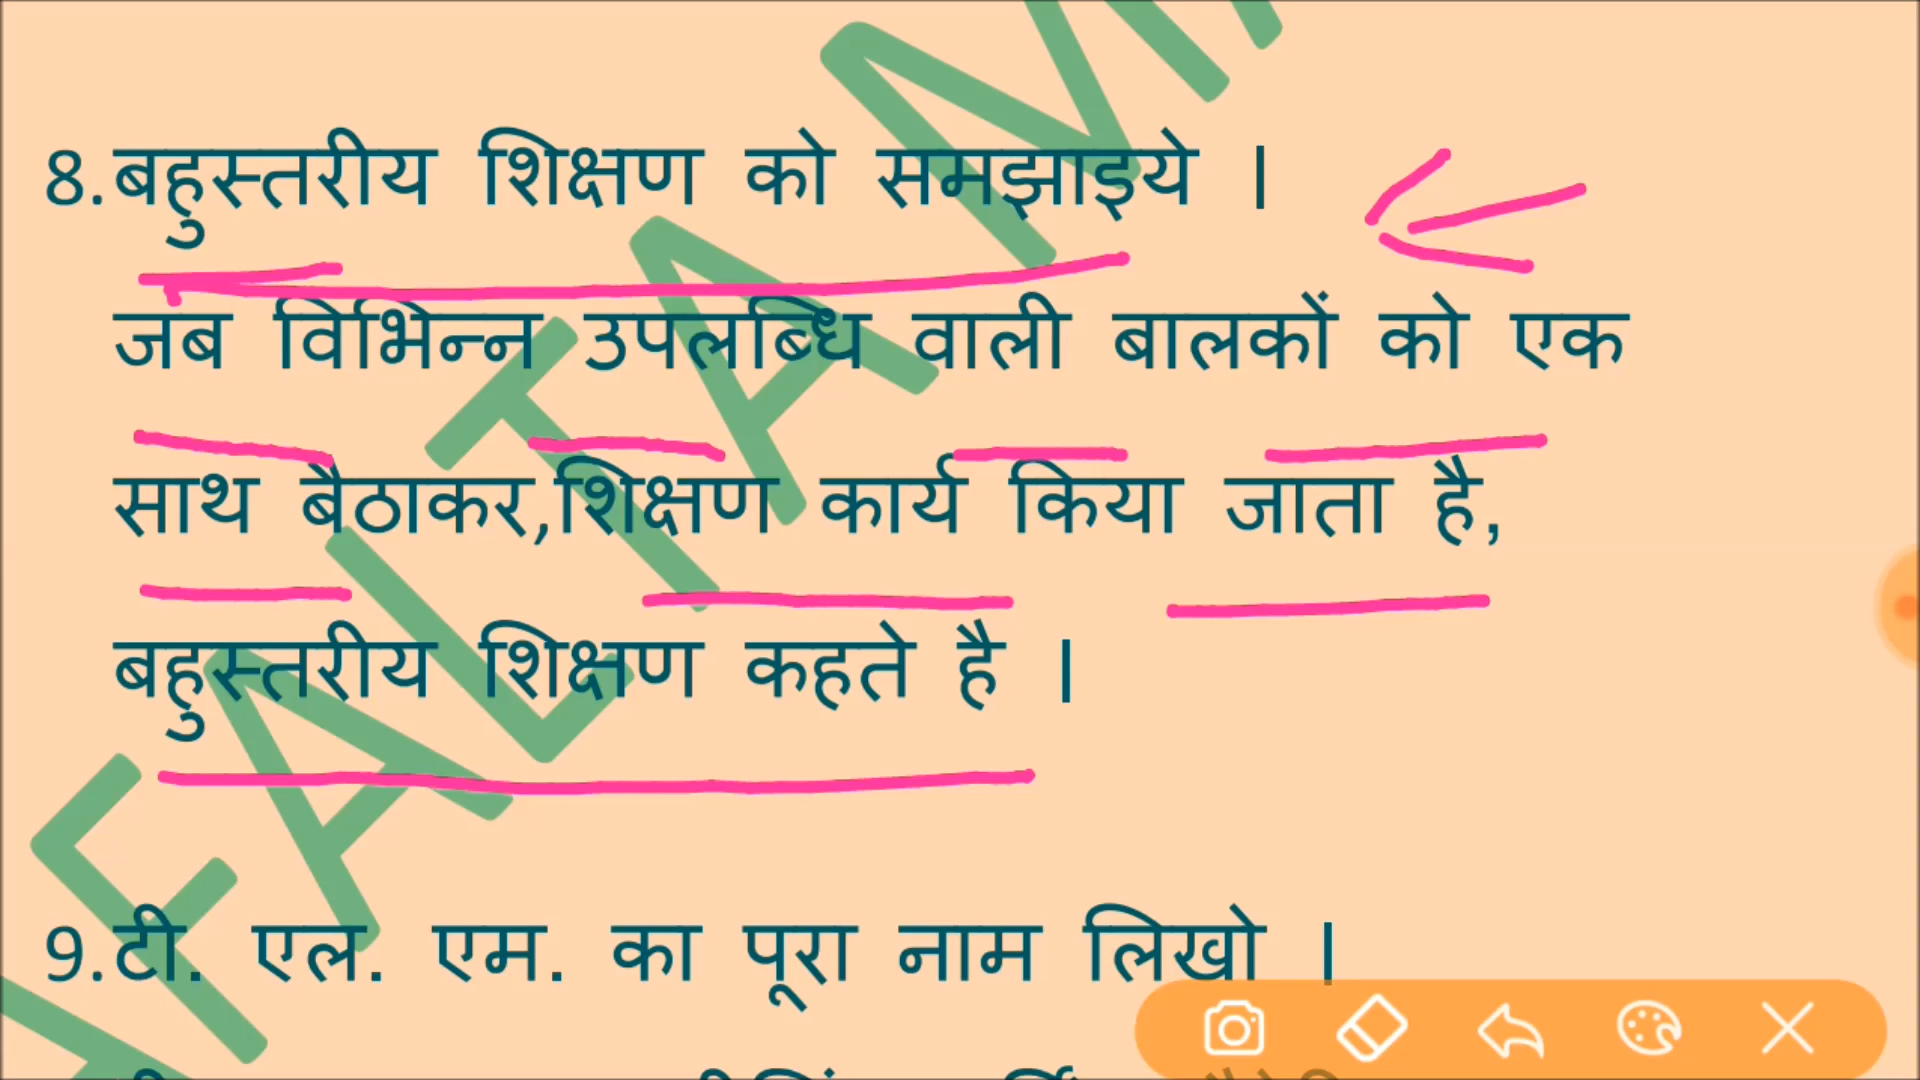 8.बहुस्तरीय शिक्षण को समझाइये ।
जब विभिन्न उपलब्धि वाली बालकों को एक
साथ बैठाकर,शिक्षण कार्य किया जाता है,
बहुस्तरीय शिक्षण कहते है ।
9.टी. एल. एम. का पूरा नाम लिखो ।